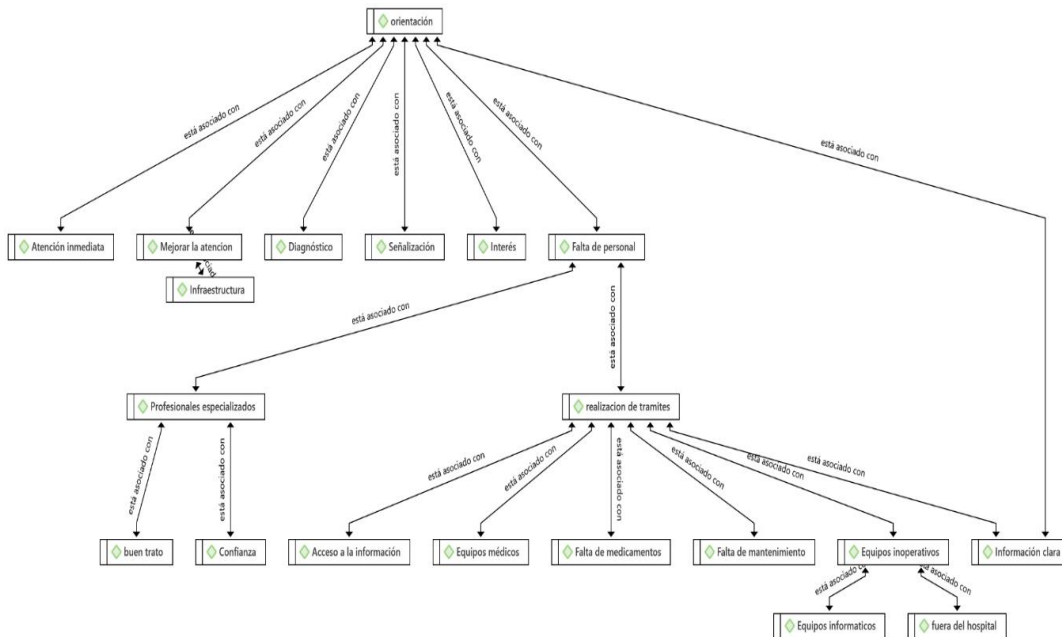 orientación
está asociado con
está asociado con
está asociado con
está asociado con
está asociado con
está asociado con
está asociado con
Atención inmediata
Mejorar la atencion
Diagnóstico
Señalización
Interés
Falta de personal
Infraestructura
está asociado con
está asociado con
Profesionales especializados
realizacion de tramites
está asociado con
está asociado con
está asociado con
está asociado con
está asociado con
está asociado con
está asociado con
está asociado con
buen trato
Confianza
Acceso a la información
Equipos médicos
Falta de medicamentos
Falta de mantenimiento
Equipos inoperativos
Información clara
está asociado co
tá asociado con
Equipos informaticos
fuera del hospital